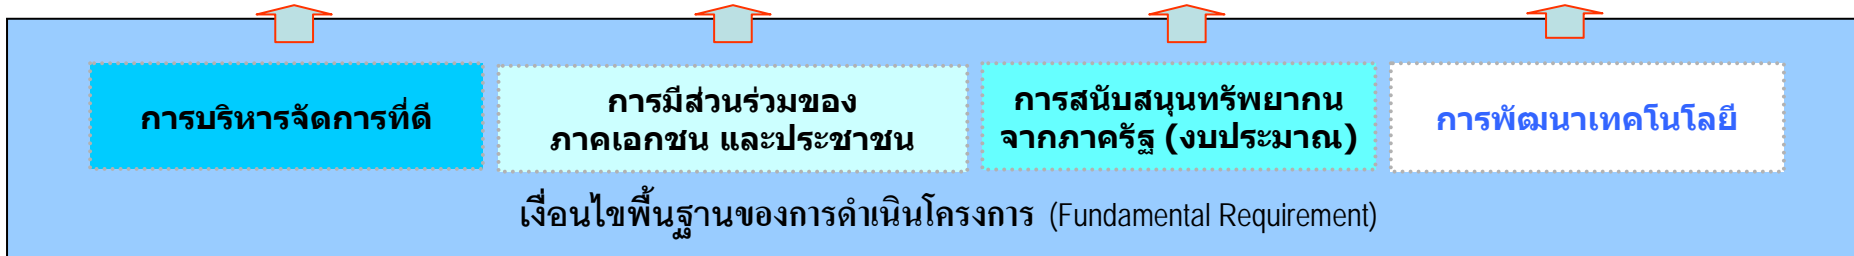 การบริหารจัดการที่ดี
การมีส่วนร่วมของ
ภาคเอกชน และประชาชน
การสนับสนุนทรัพยากน
จากภาครัฐ (งบประมาณ)
การพัฒนาเทคโนโลยี
เงื่อนไขพื้นฐานของการดำเนินโครงการ (Fundamental Requirement)